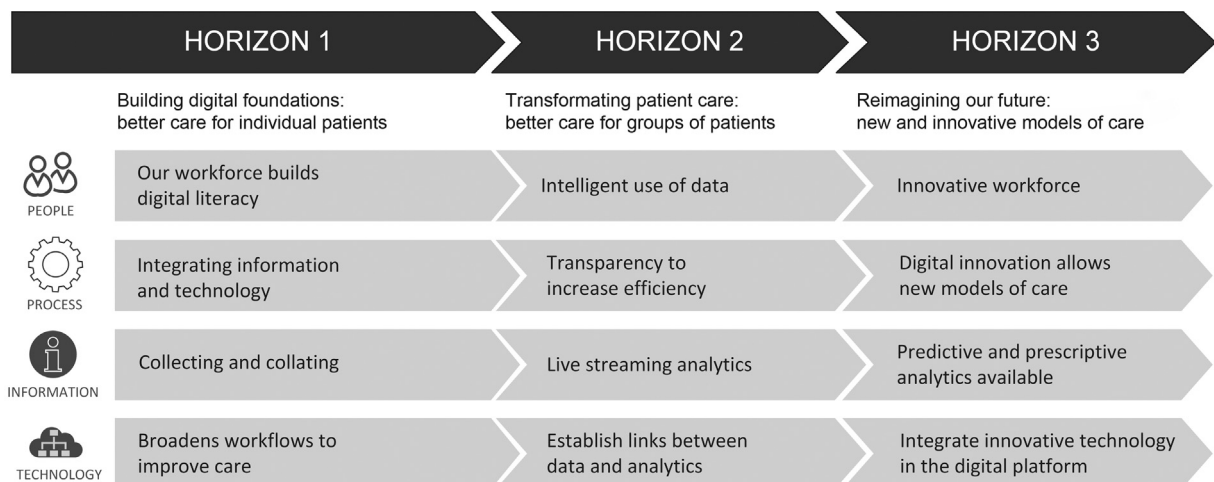 HORIZON 1
HORIZON 2
HORIZON 3
Building digital foundations:
better care for individual patients
Transformating patient care:
better care for groups of patients
Reimagining our future:
new and innovative models of care
PEOPLE
Our workforce builds
digital literacy
Intelligent use of data
Innovative workforce
PROCESS
Integrating information
and technology
Transparency to
increase efficiency
Digital innovation allows
new models of care
INFORMATION
Collecting and collating
Live streaming analytics
Predictive and prescriptive
analytics available
TECHNOLOGY
Broadens workflows to
improve care
Establish links between
data and analytics
Integrate innovative technology
in the digital platform